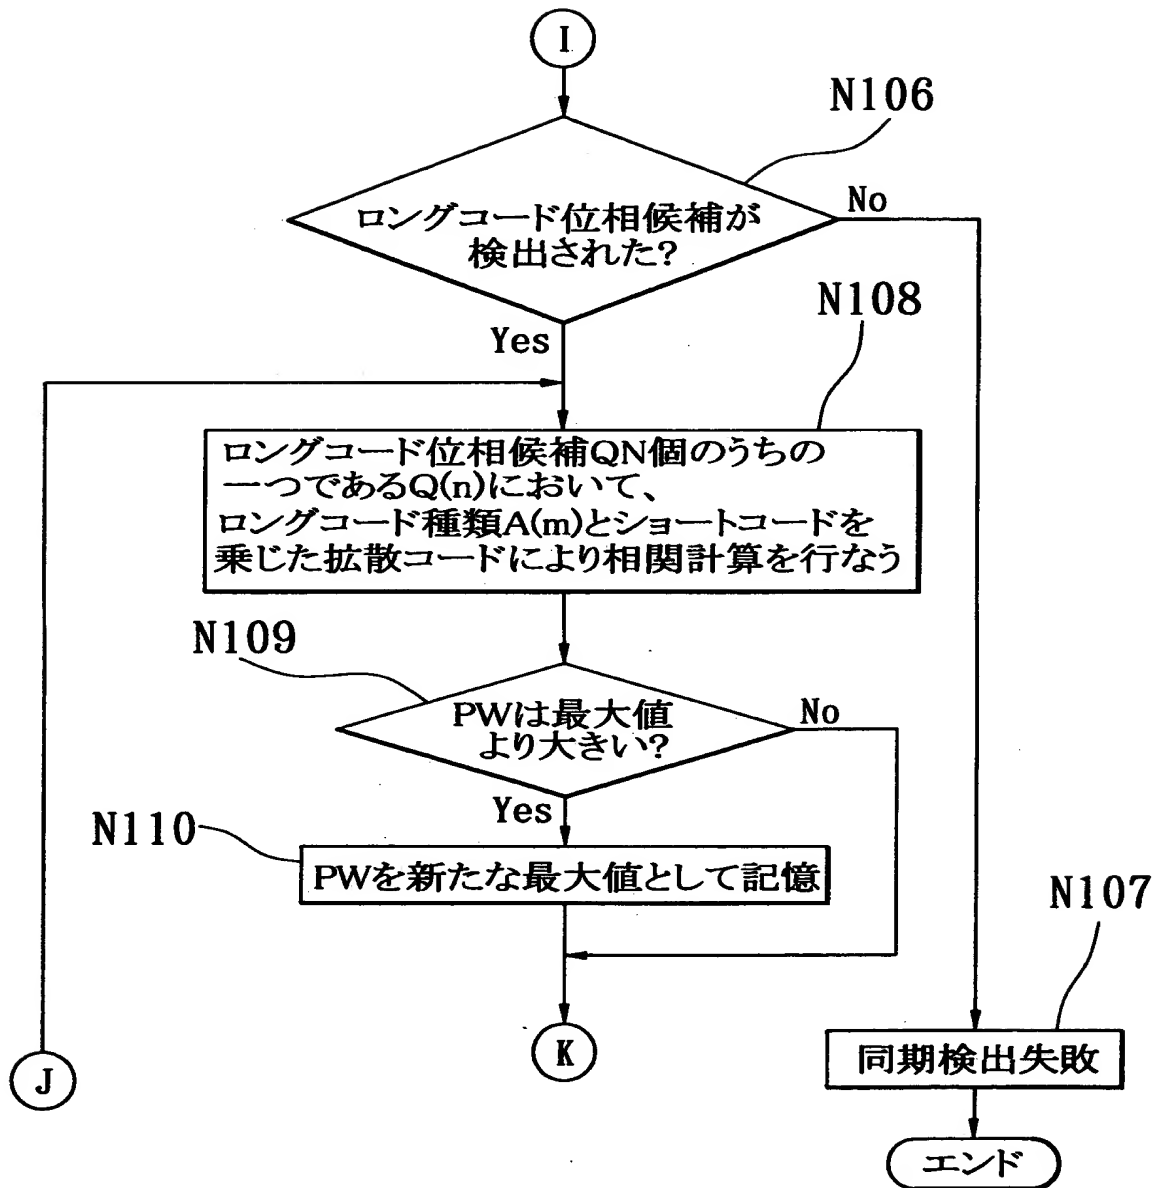 I
N106
ロングコード位相候補が
検出された?
No
Yes
N108
ロングコード位相候補QN個のうちの
一つであるQ(n)において、
ロングコード種類A(m)とショートコードを
乗じた拡散コードにより相関計算を行なう
N109
PWは最大値
より大きい?
No
Yes
N110
PWを新たな最大値として記憶
N107
J
K
同期検出失敗
エンド